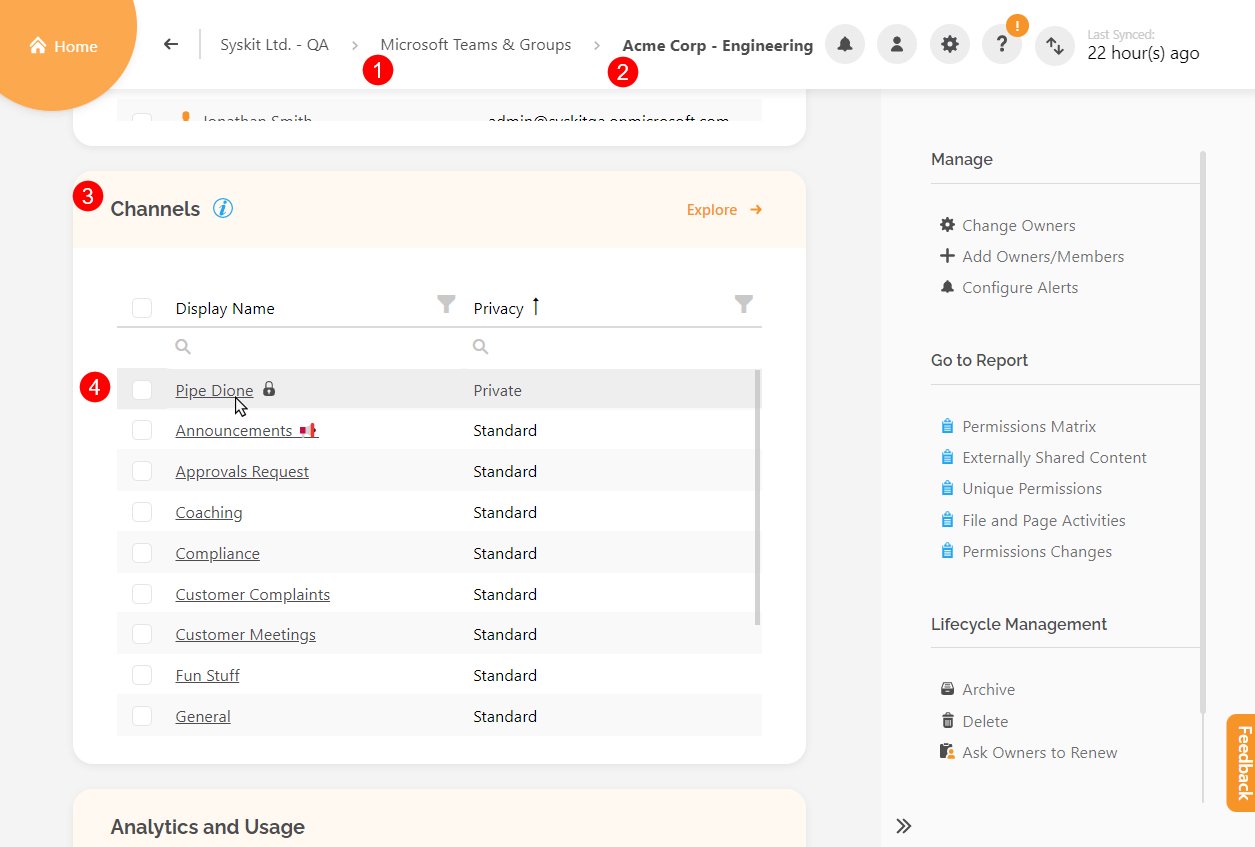 Home
Syskit Ltd. - QA > Microsoft Teams & Groups > Acme Corp - Engineering
!
?
Last Synced:
22 hour(s) ago
1
2
Jonathan Smith admin@syskitqa.onmicrosoft.com
3
Channels i Explore →
Display Name Privacy ↑
4
Pipe Dione Private
Announcements Standard
Approvals Request Standard
Coaching Standard
Compliance Standard
Customer Complaints Standard
Customer Meetings Standard
Fun Stuff Standard
General Standard
Analytics and Usage
Manage
Change Owners
Add Owners/Members
Configure Alerts
Go to Report
Permissions Matrix
Externally Shared Content
Unique Permissions
File and Page Activities
Permissions Changes
Lifecycle Management
Archive
Delete
Ask Owners to Renew
Feedback